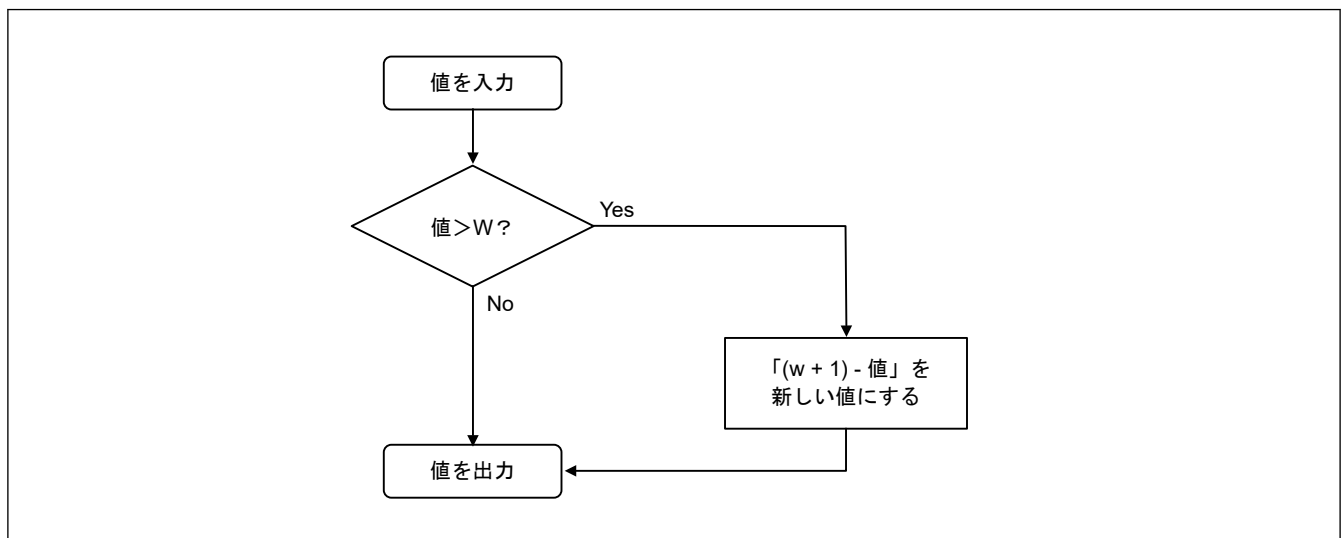 値を入力
値＞W？
Yes
No
「(w + 1) - 値」を
新しい値にする
値を出力